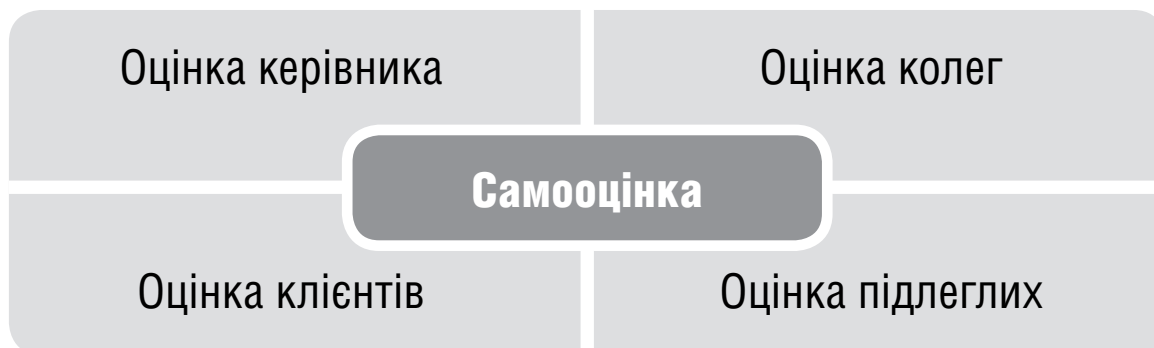 Оцінка керівника
Оцінка колег
Самооцінка
Оцінка клієнтів
Оцінка підлеглих